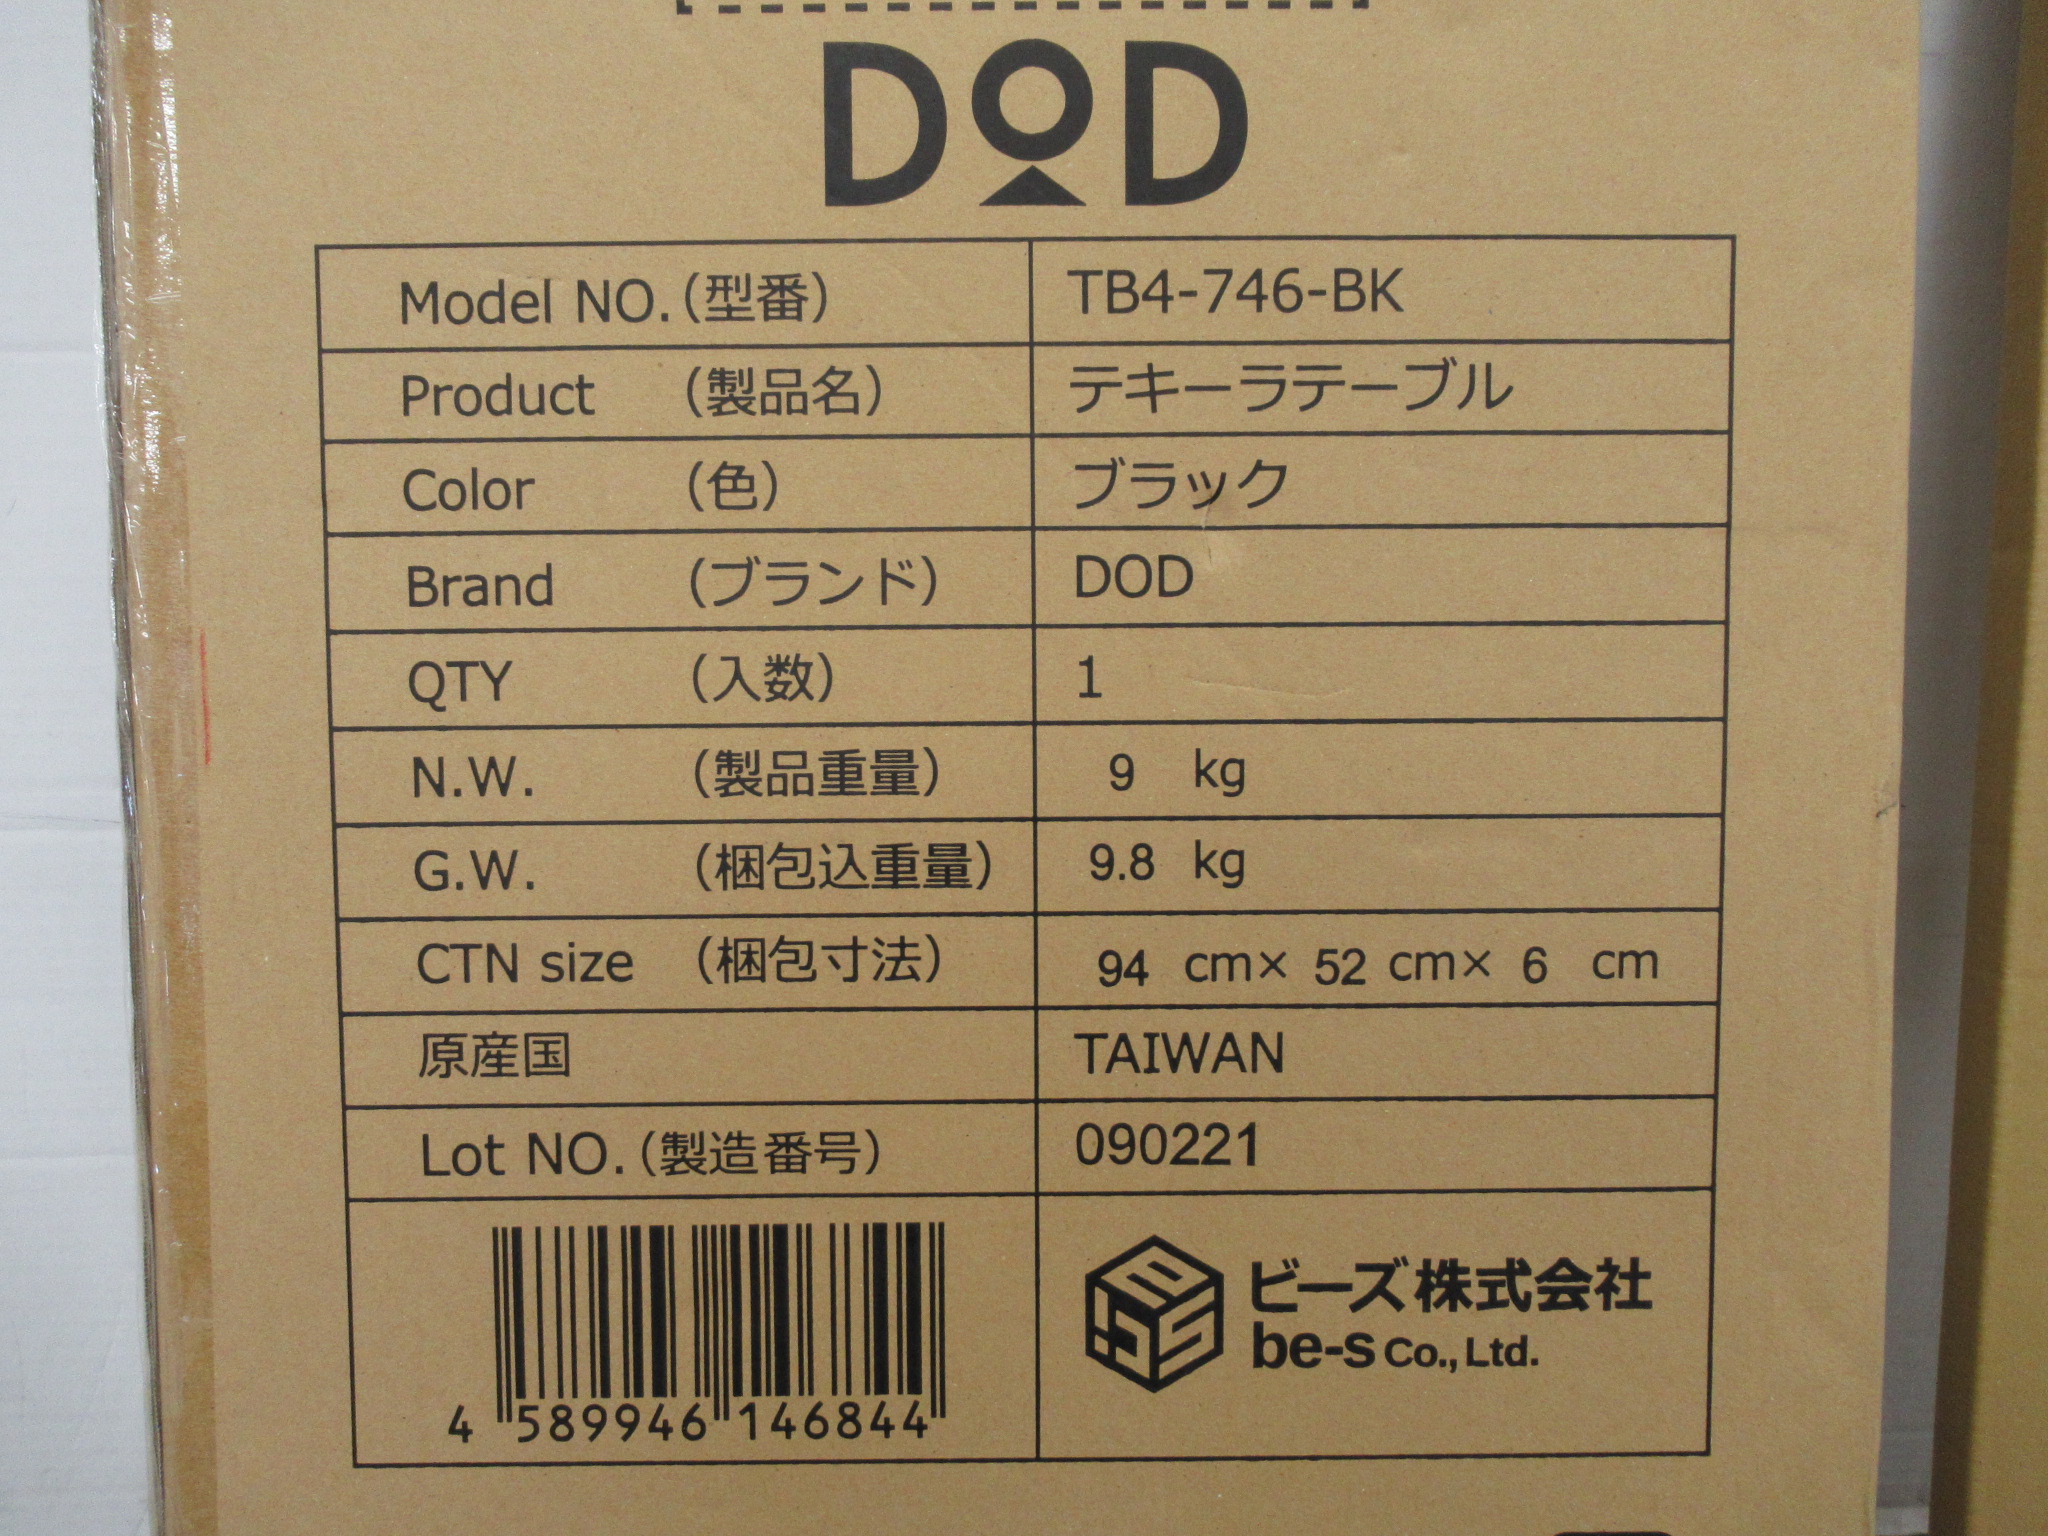 DOD
Model NO.(型番) TB4-746-BK
Product (製品名) テキーラテーブル
Color (色) ブラック
Brand (ブランド) DOD
QTY (入数) 1
N.W. (製品重量) 9 kg
G.W. (梱包込重量) 9.8 kg
CTN size (梱包寸法) 94 cm× 52 cm× 6 cm
原産国 TAIWAN
Lot NO.(製造番号) 090221
ビーズ株式会社
be-s Co., Ltd.
4 589946 146844